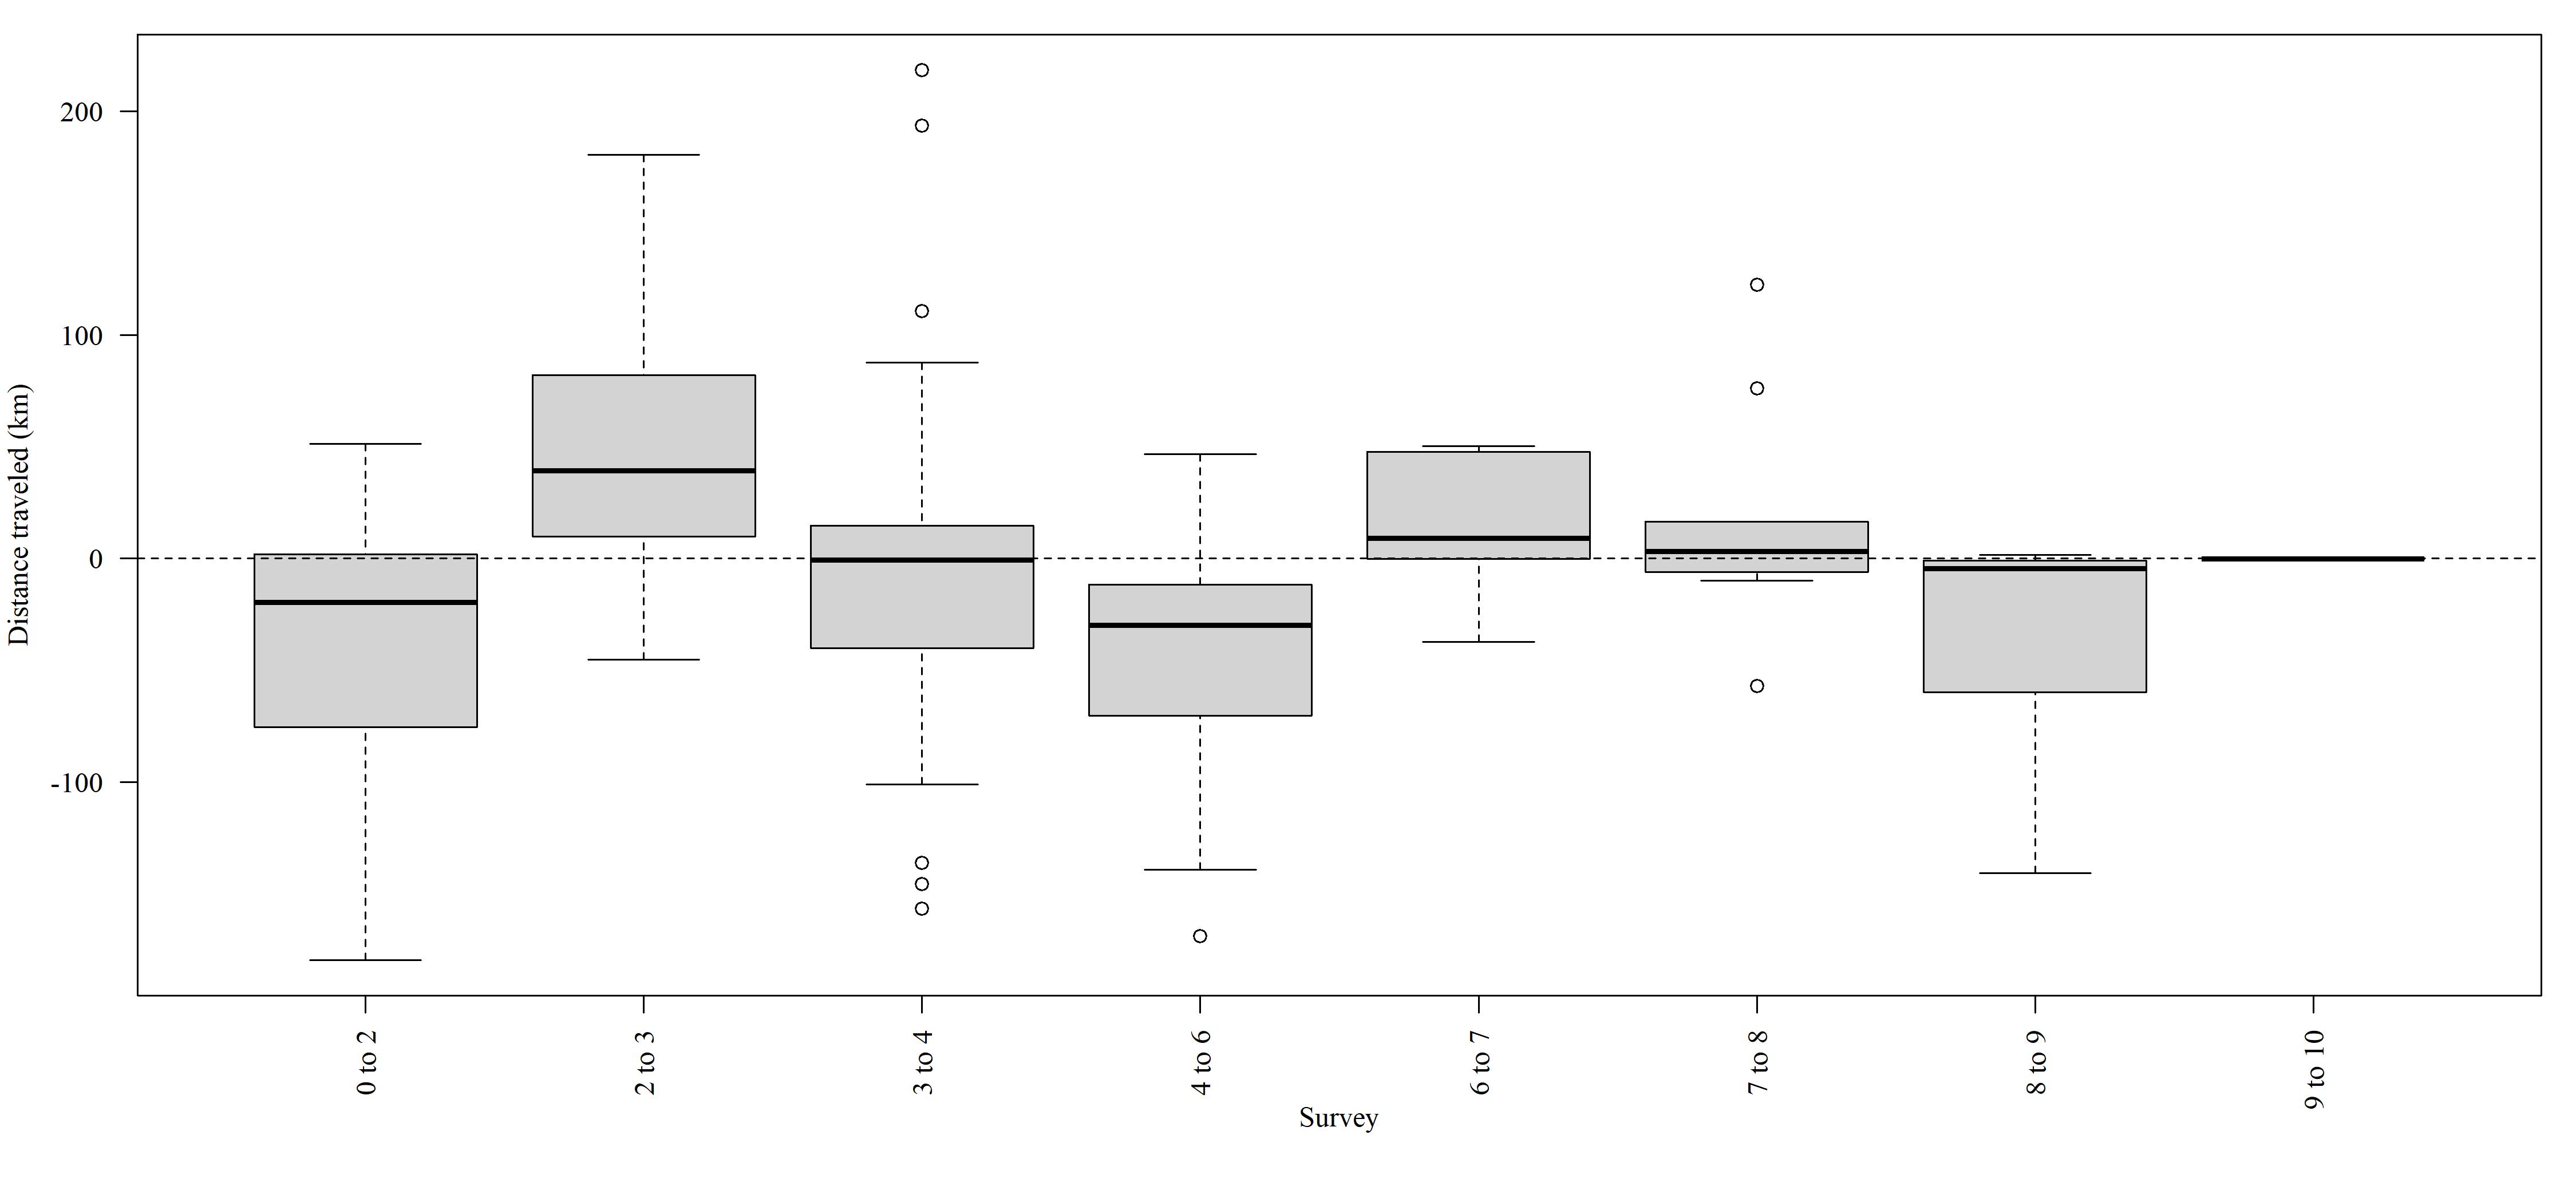 Distance traveled (km)
200
100
0
-100
0 to 2
2 to 3
3 to 4
4 to 6
6 to 7
7 to 8
8 to 9
9 to 10
Survey